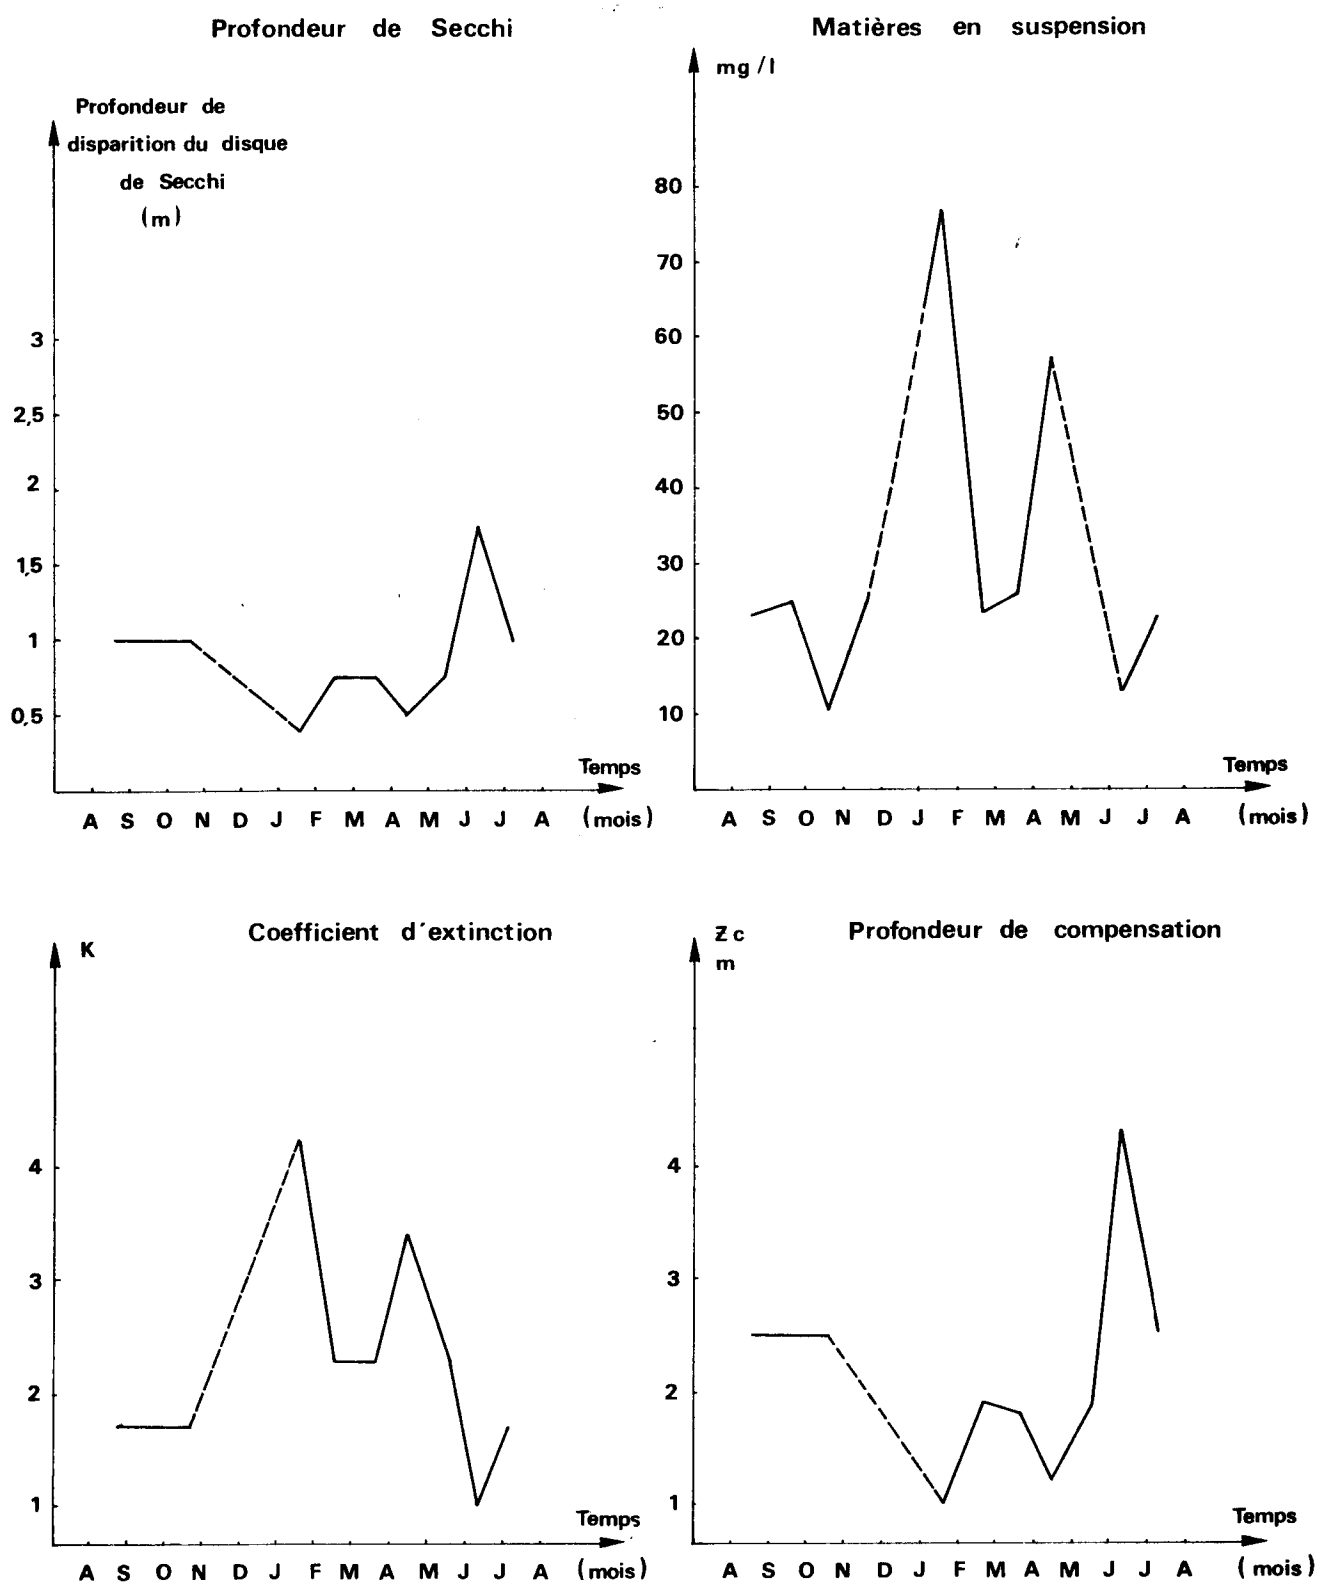 Profondeur de Secchi
Profondeur de
disparition du disque
de Secchi
(m)
3
2,5
2
1,5
1
0,5
Temps
A S O N D J F M A M J J A (mois)
Matières en suspension
mg/l
80
70
60
50
40
30
20
10
Temps
A S O N D J F M A M J J A (mois)
Coefficient d'extinction
K
4
3
2
1
Temps
A S O N D J F M A M J J A (mois)
Profondeur de compensation
Zc
m
4
3
2
1
Temps
A S O N D J F M A M J J A (mois)